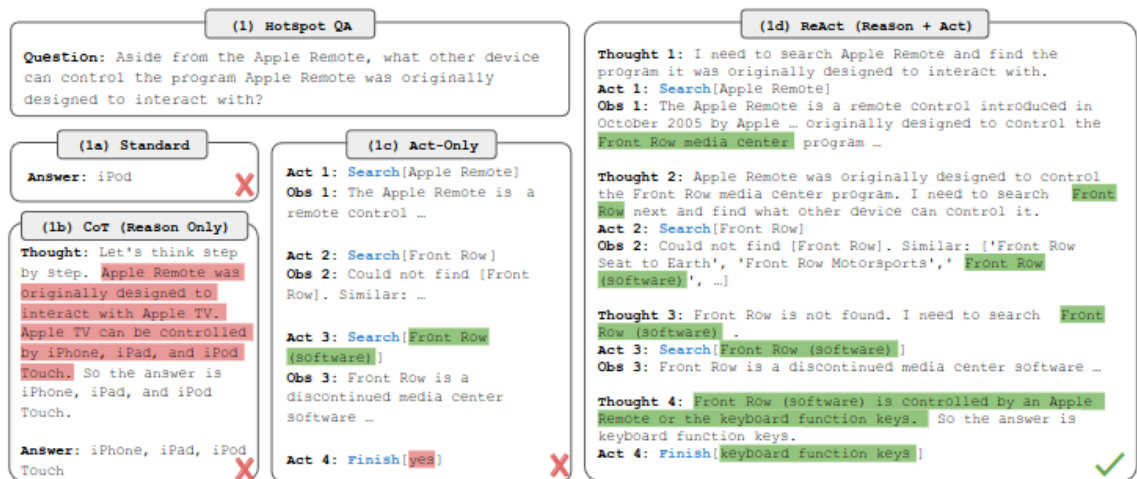 (1) Hotspot QA
Question: Aside from the Apple Remote, what other device
can control the program Apple Remote was originally
designed to interact with?
(1a) Standard
Answer: iPod
(1b) CoT (Reason Only)
Thought: Let's think step
by step. Apple Remote was
originally designed to
interact with Apple TV.
Apple TV can be controlled
by iPhone, iPad, and iPod
Touch. So the answer is
iPhone, iPad, and iPod
Touch.
Answer: iPhone, iPad, iPod
Touch
(1c) Act-Only
Act 1: Search[Apple Remote]
Obs 1: The Apple Remote is a
remote control …
Act 2: Search[Front Row]
Obs 2: Could not find [Front
Row]. Similar: …
Act 3: Search[Front Row
(software)]
Obs 3: Front Row is a
discontinued media center
software …
Act 4: Finish[yes]
(1d) ReAct (Reason + Act)
Thought 1: I need to search Apple Remote and find the
program it was originally designed to interact with.
Act 1: Search[Apple Remote]
Obs 1: The Apple Remote is a remote control introduced in
October 2005 by Apple … originally designed to control the
Front Row media center program …
Thought 2: Apple Remote was originally designed to control
the Front Row media center program. I need to search Front
Row next and find what other device can control it.
Act 2: Search[Front Row]
Obs 2: Could not find [Front Row]. Similar: ['Front Row
Seat to Earth', 'Front Row Motorsports',' Front Row
(software)', …]
Thought 3: Front Row is not found. I need to search Front
Row (software) .
Act 3: Search[Front Row (software)]
Obs 3: Front Row is a discontinued media center software …
Thought 4: Front Row (software) is controlled by an Apple
Remote or the keyboard function keys. So the answer is
keyboard function keys.
Act 4: Finish[keyboard function keys]